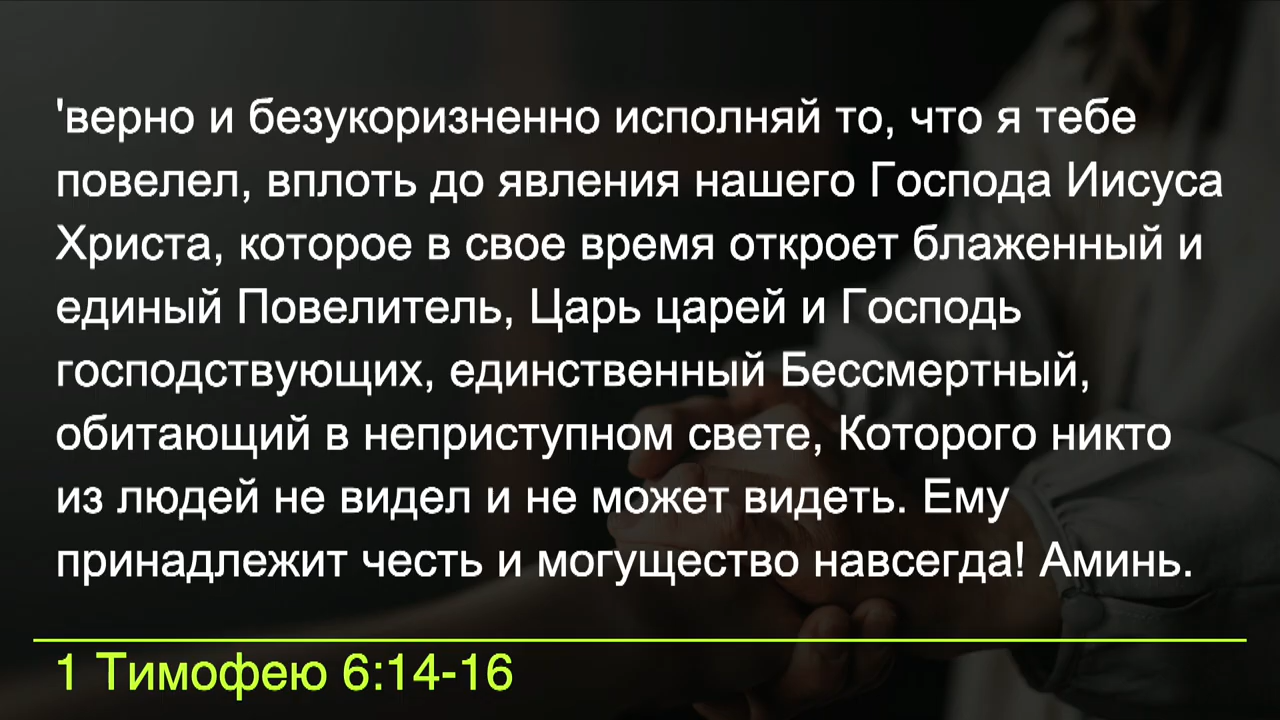 'верно и безукоризненно исполняй то, что я тебе
повелел, вплоть до явления нашего Господа Иисуса
Христа, которое в свое время откроет блаженный и
единый Повелитель, Царь царей и Господь
господствующих, единственный Бессмертный,
обитающий в неприступном свете, Которого никто
из людей не видел и не может видеть. Ему
принадлежит честь и могущество навсегда! Аминь.
1 Тимофею 6:14-16